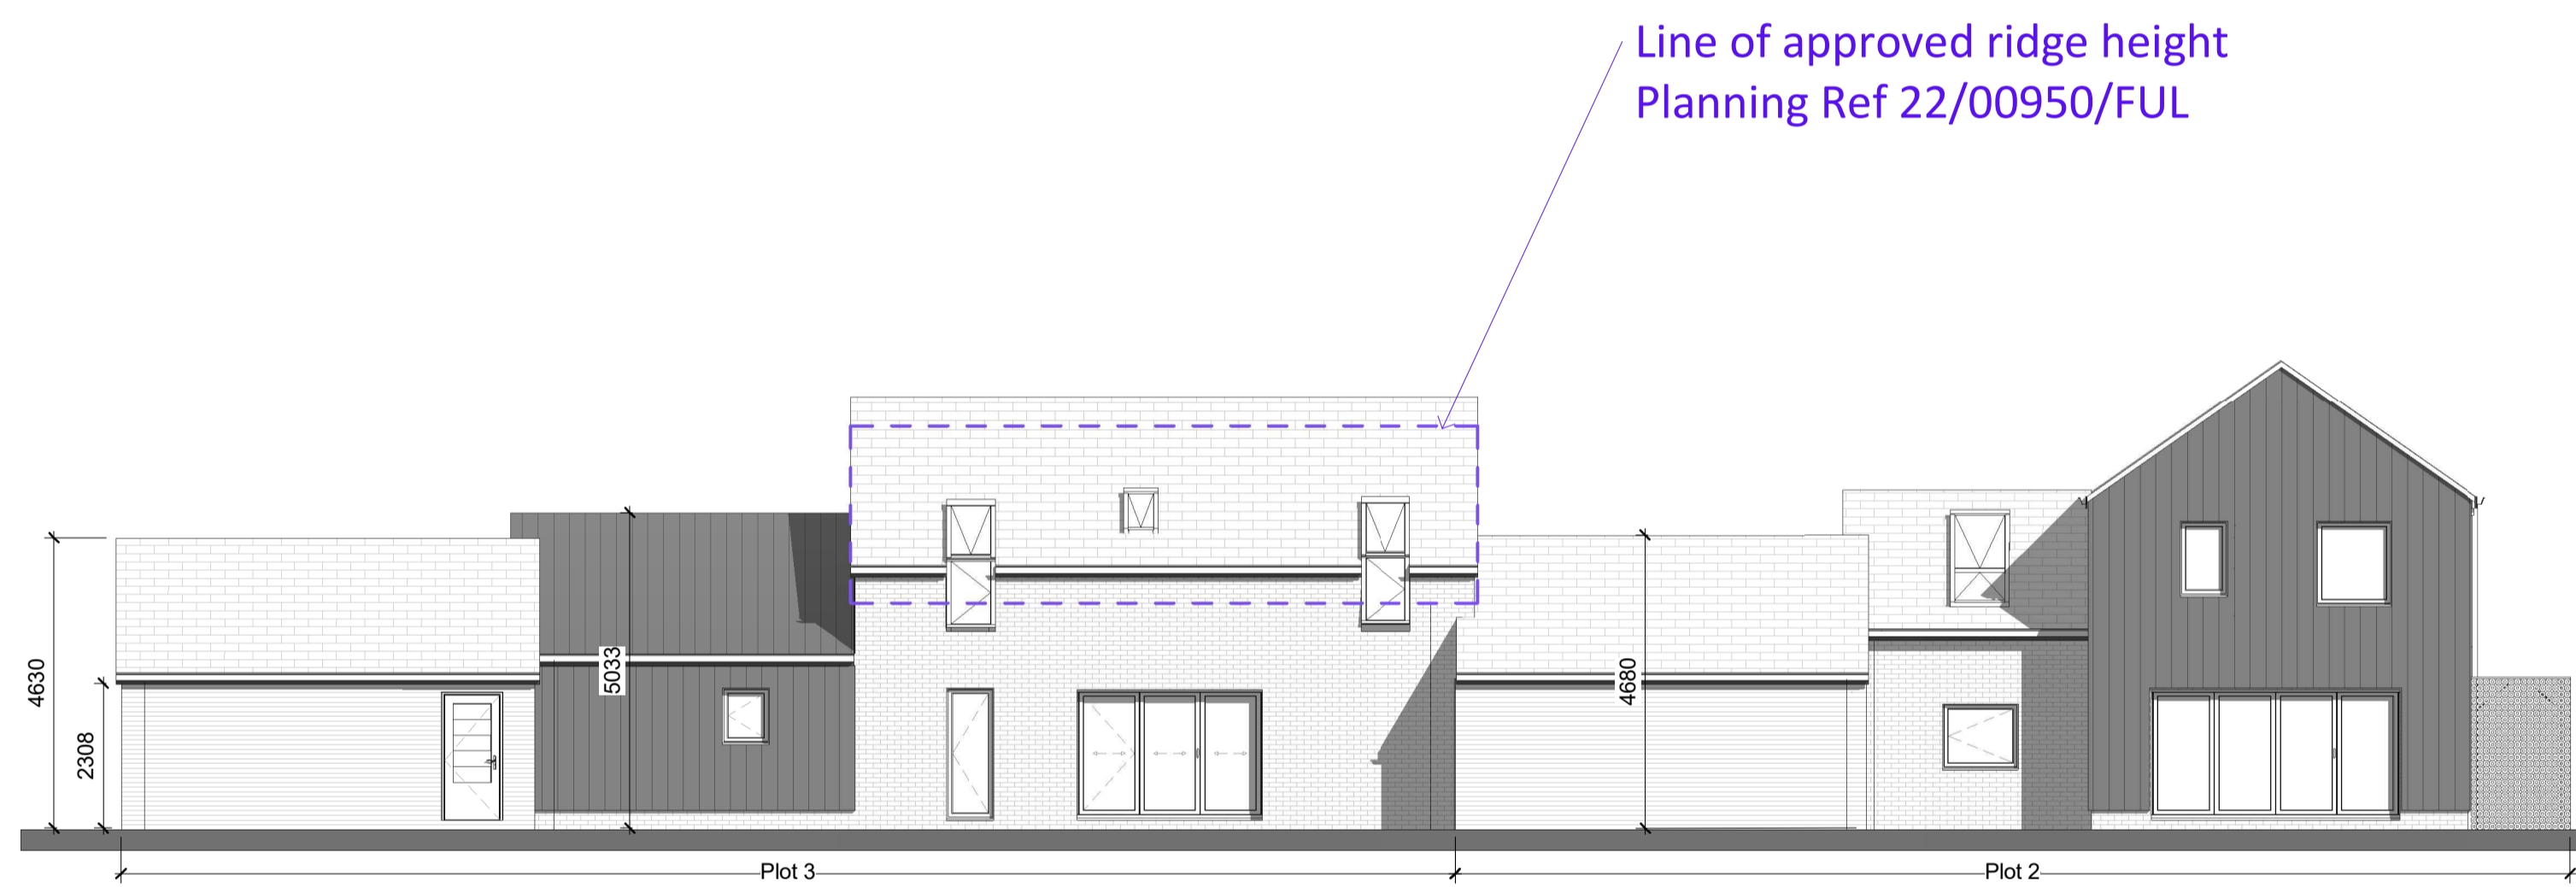 Line of approved ridge height
Planning Ref 22/00950/FUL
4630
2308
5033
4680
Plot 3
Plot 2